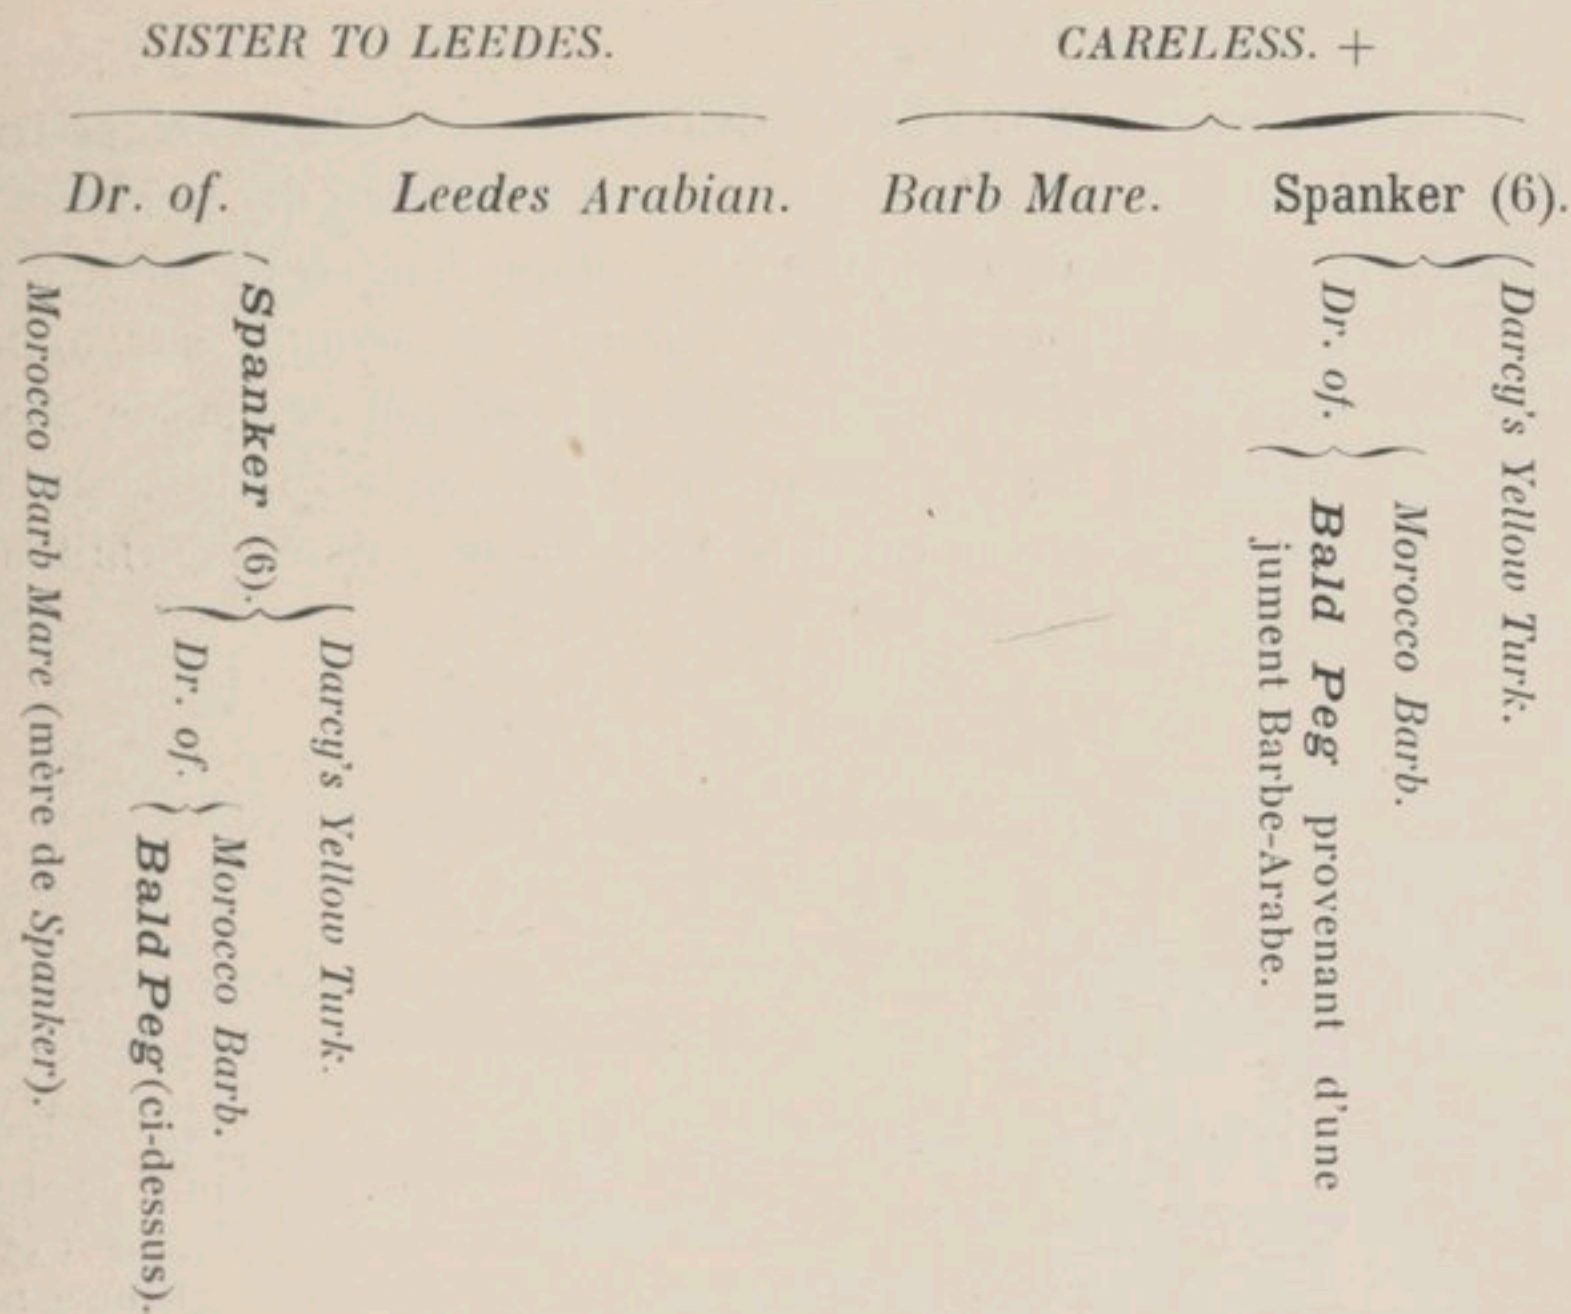 SISTER TO LEEDES.
CARELESS. +
Dr. of.
Leedes Arabian.
Barb Mare.
Spanker (6).
Morocco Barb Mare (mère de Spanker).
Spanker (6).
Dr. of.
Darcy's Yellow Turk.
Bald Peg (ci-dessus).
Morocco Barb.
Dr. of.
Darcy's Yellow Turk.
Morocco Barb.
Bald Peg provenant d'une
jument Barbe-Arabe.